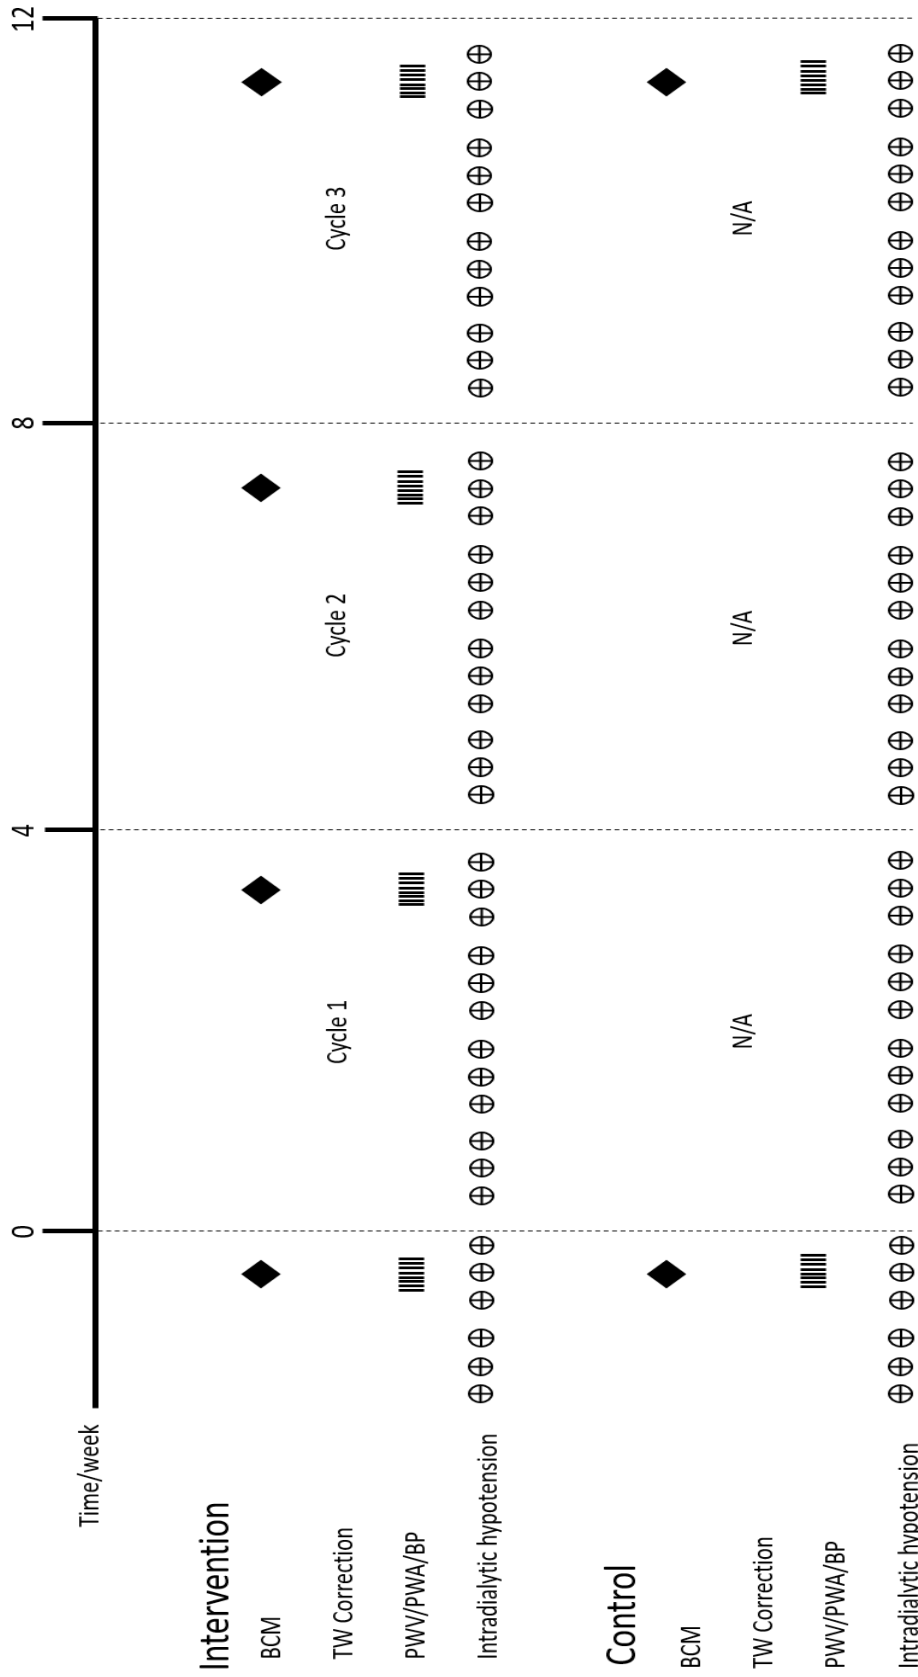 Time/week 0 4 8 12
Intervention
BCM
TW Correction Cycle 1 Cycle 2 Cycle 3
PWV/PWA/BP
Intradialytic hypotension
Control
BCM
TW Correction N/A N/A N/A
PWV/PWA/BP
Intradialytic hypotension